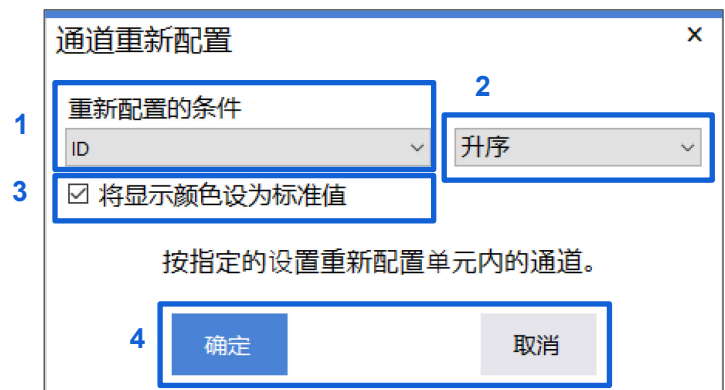 通道重新配置 ×
2
重新配置的条件
1
ID
升序
3
将显示颜色设为标准值
按指定的设置重新配置单元内的通道。
4
确定
取消